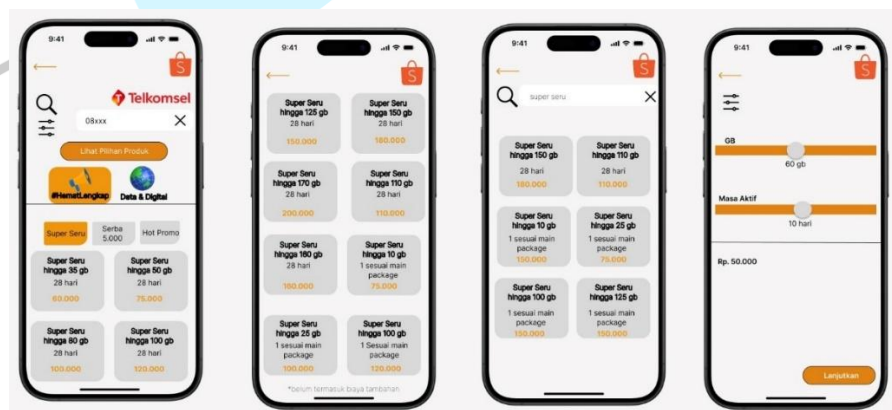 9:41
S
Telkomsel
08xxx
Lihat Pilihan Produk
#HematLengkap
Data & Digital
Super Seru
Serba
5.000
Hot Promo
Super Seru
hingga 35 gb
28 hari
60.000
Super Seru
hingga 50 gb
28 hari
75.000
Super Seru
hingga 80 gb
28 hari
100.000
Super Seru
hingga 100 gb
28 hari
120.000
9:41
S
Super Seru
hingga 125 gb
28 hari
150.000
Super Seru
hingga 150 gb
28 hari
180.000
Super Seru
hingga 170 gb
28 hari
200.000
Super Seru
hingga 110 gb
28 hari
110.000
Super Seru
hingga 160 gb
28 hari
180.000
Super Seru
hingga 10 gb
1 sesuai main
package
75.000
Super Seru
hingga 25 gb
1 sesuai main
package
100.000
Super Seru
hingga 100 gb
1 Sesuai main
package
120.000
*belum termasuk biaya tambahan
9:41
S
super seru
Super Seru
hingga 150 gb
28 hari
180.000
Super Seru
hingga 110 gb
28 hari
110.000
Super Seru
hingga 10 gb
1 sesuai main
package
150.000
Super Seru
hingga 25 gb
1 sesuai main
package
75.000
Super Seru
hingga 100 gb
1 sesuai main
package
150.000
Super Seru
hingga 125 gb
1 sesuai main
package
150.000
9:41
S
GB
60 gb
Masa Aktif
10 hari
Rp. 50.000
Lanjutkan